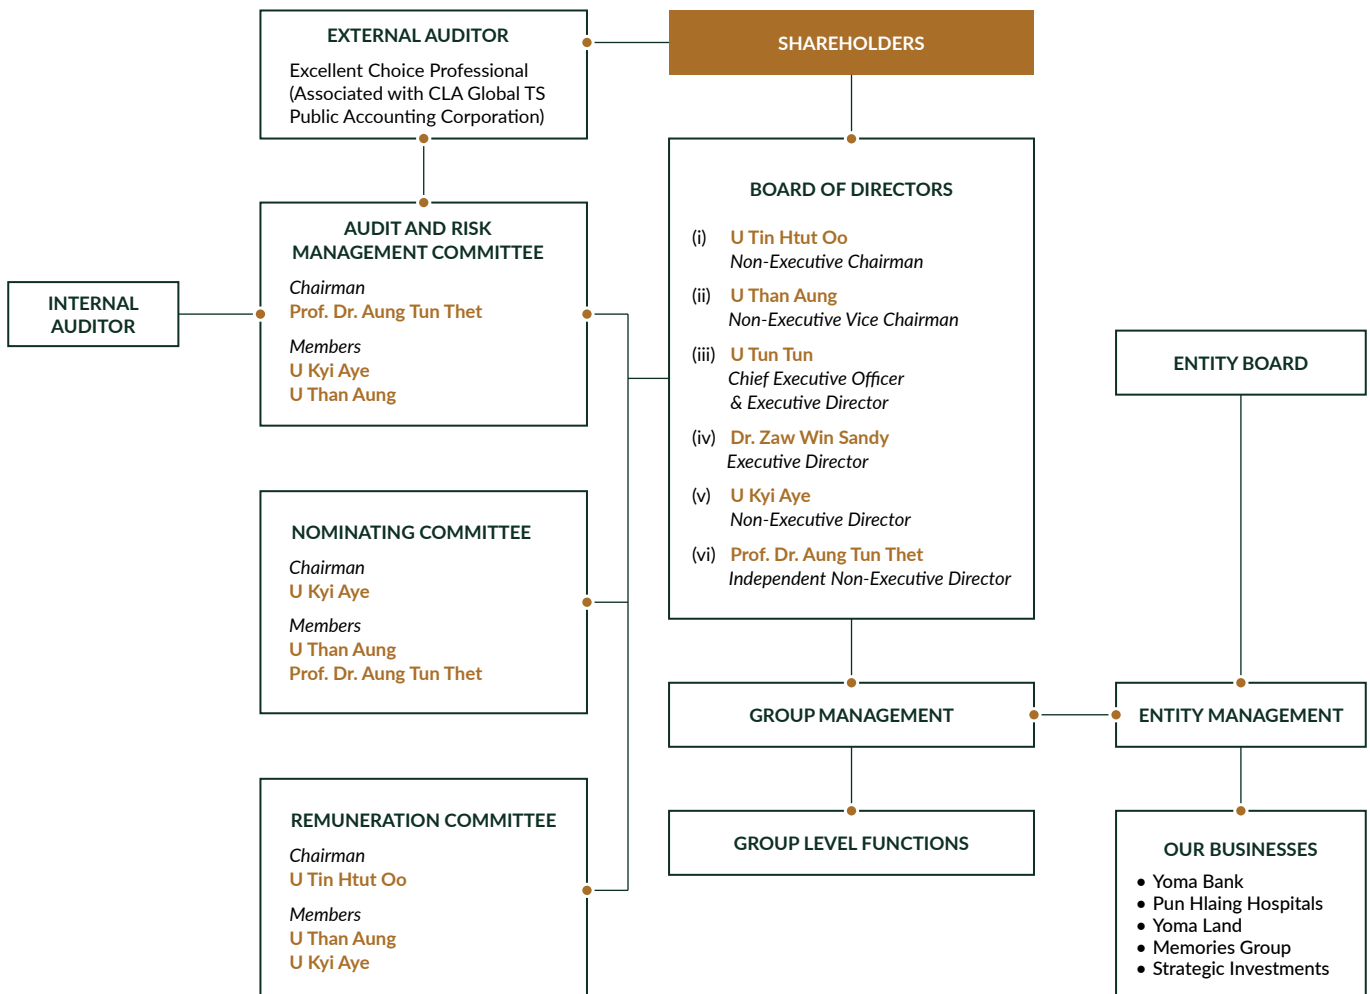 EXTERNAL AUDITOR
Excellent Choice Professional
(Associated with CLA Global TS
Public Accounting Corporation)
SHAREHOLDERS
AUDIT AND RISK
MANAGEMENT COMMITTEE
Chairman
Prof. Dr. Aung Tun Thet
Members
U Kyi Aye
U Than Aung
INTERNAL
AUDITOR
NOMINATING COMMITTEE
Chairman
U Kyi Aye
Members
U Than Aung
Prof. Dr. Aung Tun Thet
REMUNERATION COMMITTEE
Chairman
U Tin Htut Oo
Members
U Than Aung
U Kyi Aye
BOARD OF DIRECTORS
(i) U Tin Htut Oo
Non-Executive Chairman
(ii) U Than Aung
Non-Executive Vice Chairman
(iii) U Tun Tun
Chief Executive Officer
& Executive Director
(iv) Dr. Zaw Win Sandy
Executive Director
(v) U Kyi Aye
Non-Executive Director
(vi) Prof. Dr. Aung Tun Thet
Independent Non-Executive Director
GROUP MANAGEMENT
GROUP LEVEL FUNCTIONS
ENTITY BOARD
ENTITY MANAGEMENT
OUR BUSINESSES
• Yoma Bank
• Pun Hlaing Hospitals
• Yoma Land
• Memories Group
• Strategic Investments